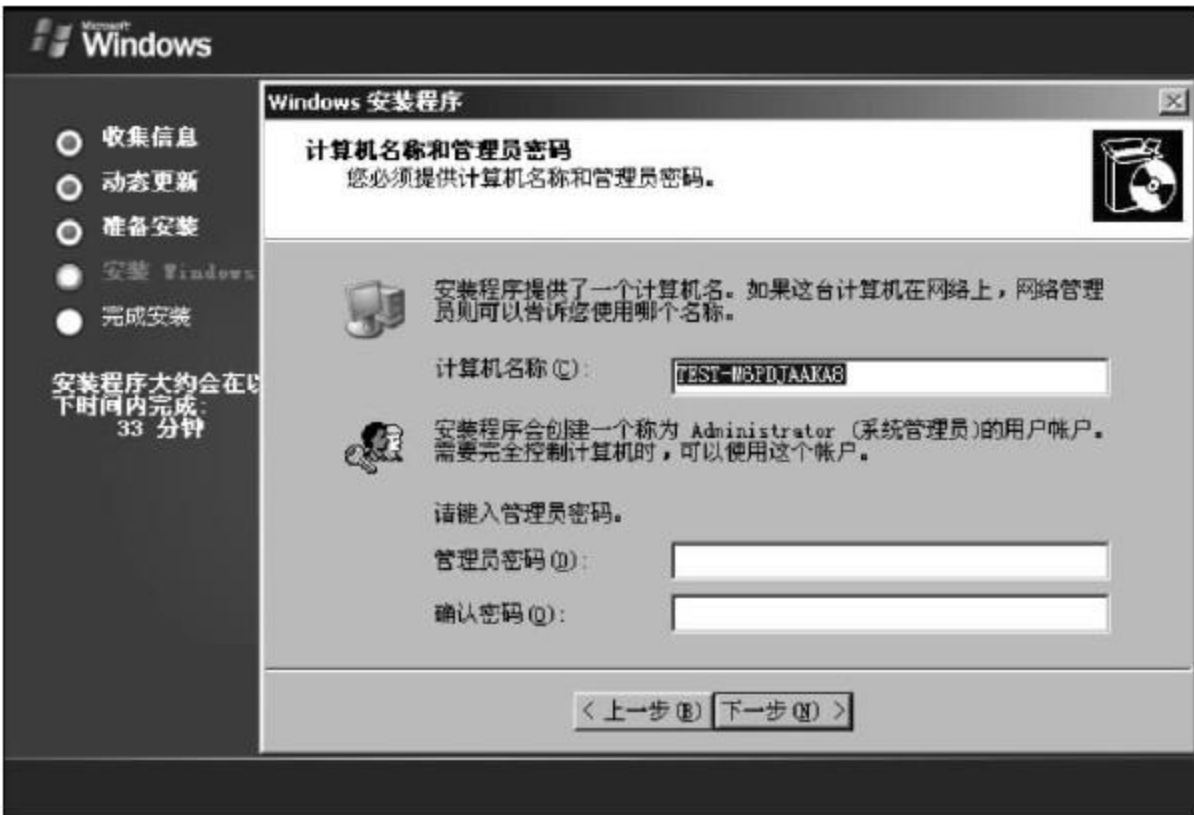 Microsoft
Windows
收集信息
动态更新
准备安装
安装 Windows
完成安装
安装程序大约会在以
下时间内完成:
33 分钟
Windows 安装程序
计算机名称和管理员密码
您必须提供计算机名称和管理员密码。
安装程序提供了一个计算机名。如果这台计算机在网络上，网络管理
员则可以告诉您使用哪个名称。
计算机名称(C):
TEST-M6PDJAAKA8
安装程序会创建一个称为 Administrator (系统管理员)的用户帐户。
需要完全控制计算机时，可以使用这个帐户。
请键入管理员密码。
管理员密码(D):
确认密码(O):
< 上一步(B)
下一步(N) >